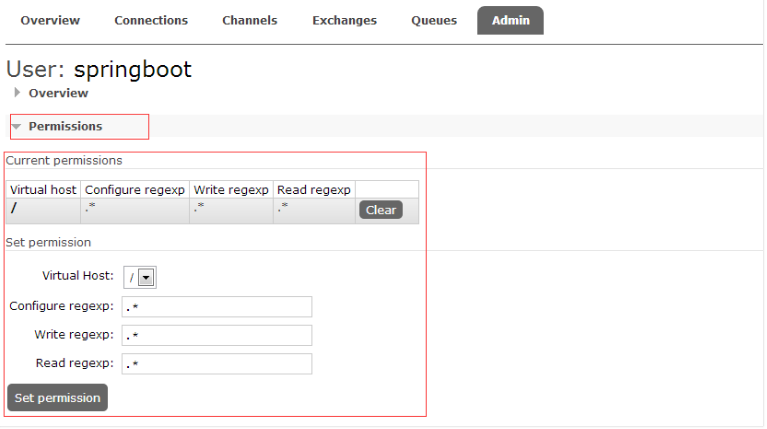 Overview Connections Channels Exchanges Queues Admin
User: springboot
Overview
Permissions
Current permissions
Virtual host Configure regexp Write regexp Read regexp
/ .* .* .* Clear
Set permission
Virtual Host: /
Configure regexp: .*
Write regexp: .*
Read regexp: .*
Set permission